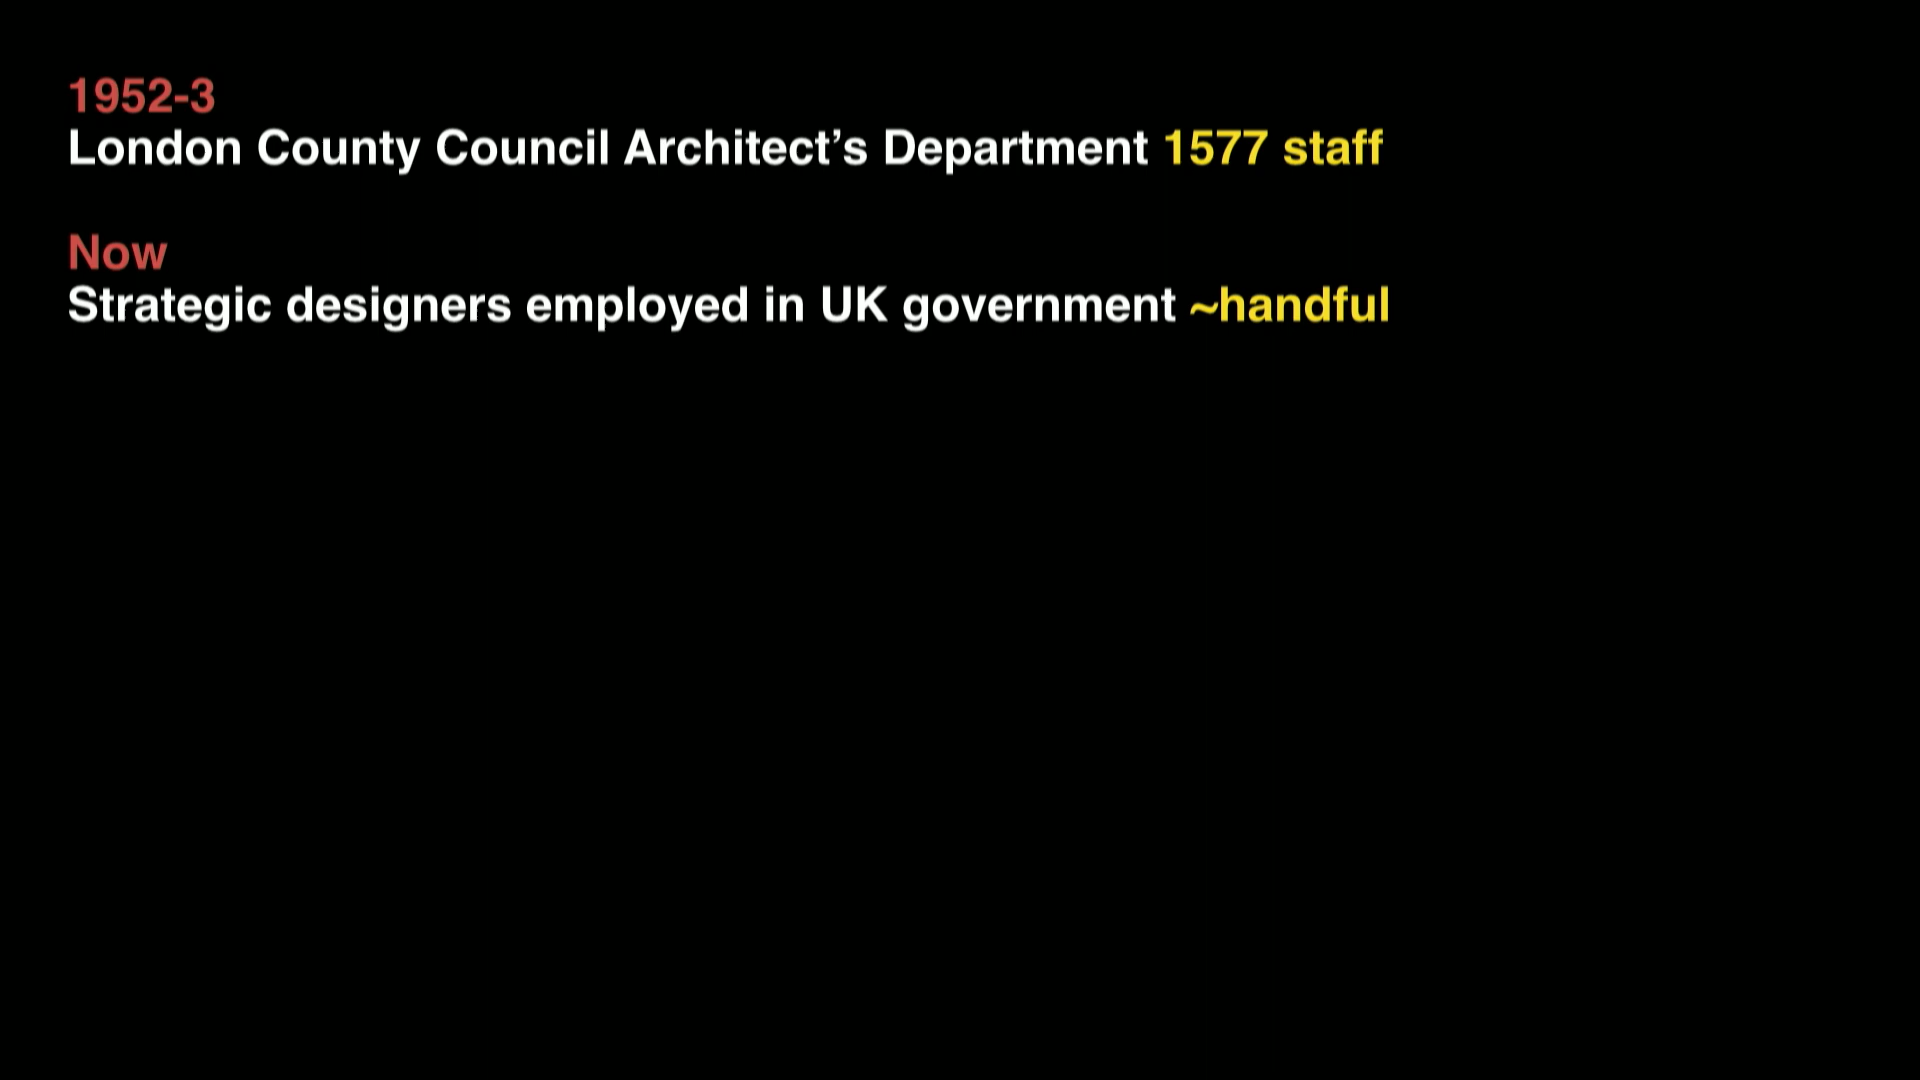 1952-3
London County Council Architect’s Department 1577 staff
Now
Strategic designers employed in UK government ~handful